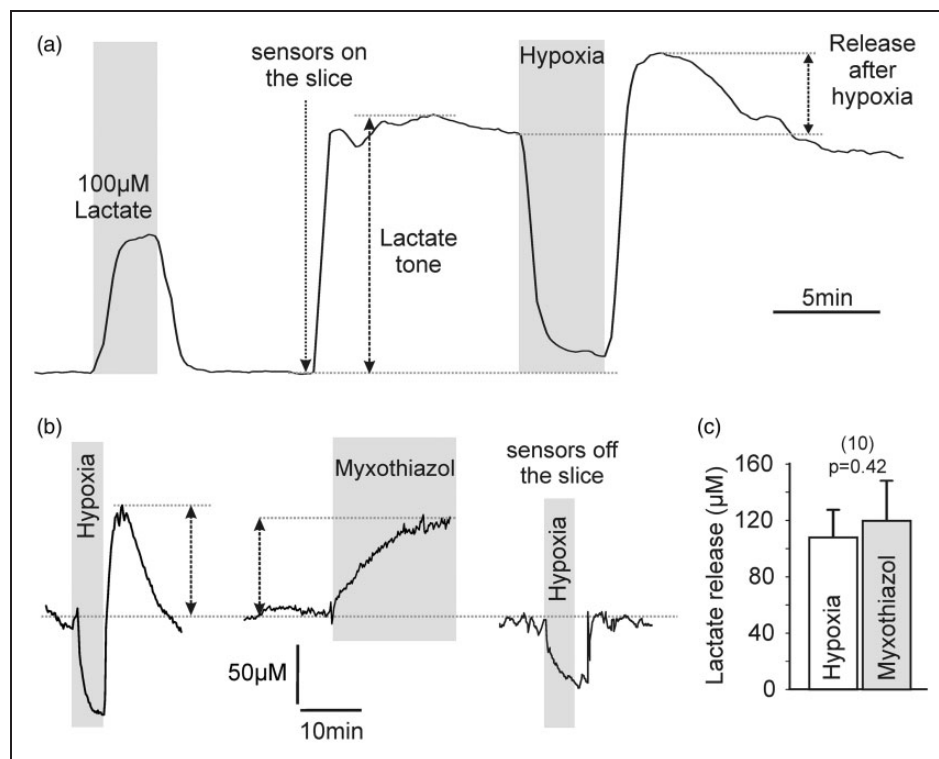 (a)
sensors on
the slice
Hypoxia
Release
after
hypoxia
100µM
Lactate
Lactate
tone
5min
(b)
Hypoxia
Myxothiazol
sensors off
the slice
Hypoxia
50µM
10min
(c)
(10)
p=0.42
Lactate release (µM)
160
120
80
40
0
Hypoxia
Myxothiazol